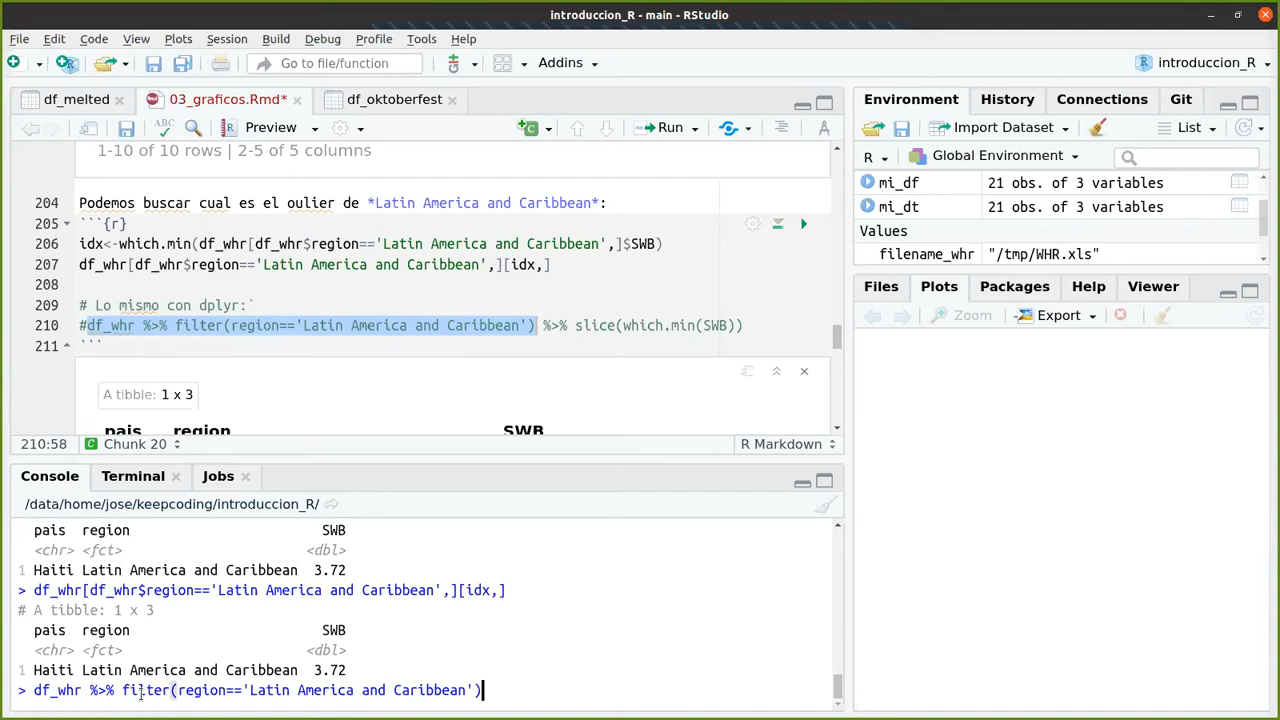 introduccion_R - main - RStudio
File Edit Code View Plots Session Build Debug Profile Tools Help
Go to file/function Addins introduccion_R
df_melted 03_graficos.Rmd* df_oktoberfest
ABC Preview Run
1-10 of 10 rows | 2-5 of 5 columns
204 Podemos buscar cual es el oulier de *Latin America and Caribbean*:
205 ```{r}
206 idx<-which.min(df_whr[df_whr$region=='Latin America and Caribbean',]$SWB)
207 df_whr[df_whr$region=='Latin America and Caribbean',][idx,]
208
209 # Lo mismo con dplyr:`
210 #df_whr %>% filter(region=='Latin America and Caribbean') %>% slice(which.min(SWB))
211 ```
A tibble: 1 x 3
pais region SWB
210:58 Chunk 20 R Markdown
Console Terminal Jobs
/data/home/jose/keepcoding/introduccion_R/
pais region SWB
<chr> <fct> <dbl>
1 Haiti Latin America and Caribbean 3.72
> df_whr[df_whr$region=='Latin America and Caribbean',][idx,]
# A tibble: 1 x 3
pais region SWB
<chr> <fct> <dbl>
1 Haiti Latin America and Caribbean 3.72
> df_whr %>% filter(region=='Latin America and Caribbean')
Environment History Connections Git
Import Dataset List
R Global Environment
mi_df 21 obs. of 3 variables
mi_dt 21 obs. of 3 variables
Values
filename_whr "/tmp/WHR.xls"
Files Plots Packages Help Viewer
Zoom Export